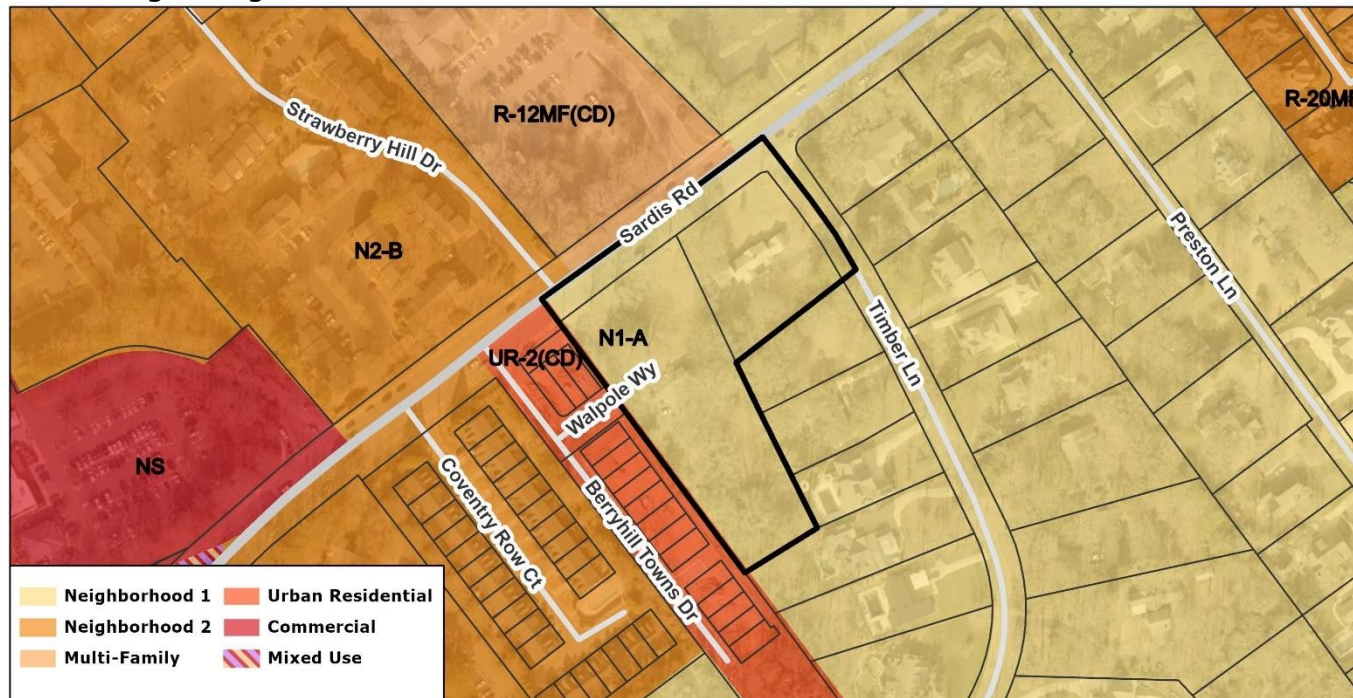 R-12MF(CD)
R-20MF
Strawberry Hill Dr
Sardis Rd
N2-B
Preston Ln
Timber Ln
N1-A
UR-2(CD)
Walpole Wy
NS
Coventry Row Ct
Berryhill Towns Dr
Neighborhood 1
Neighborhood 2
Multi-Family
Urban Residential
Commercial
Mixed Use